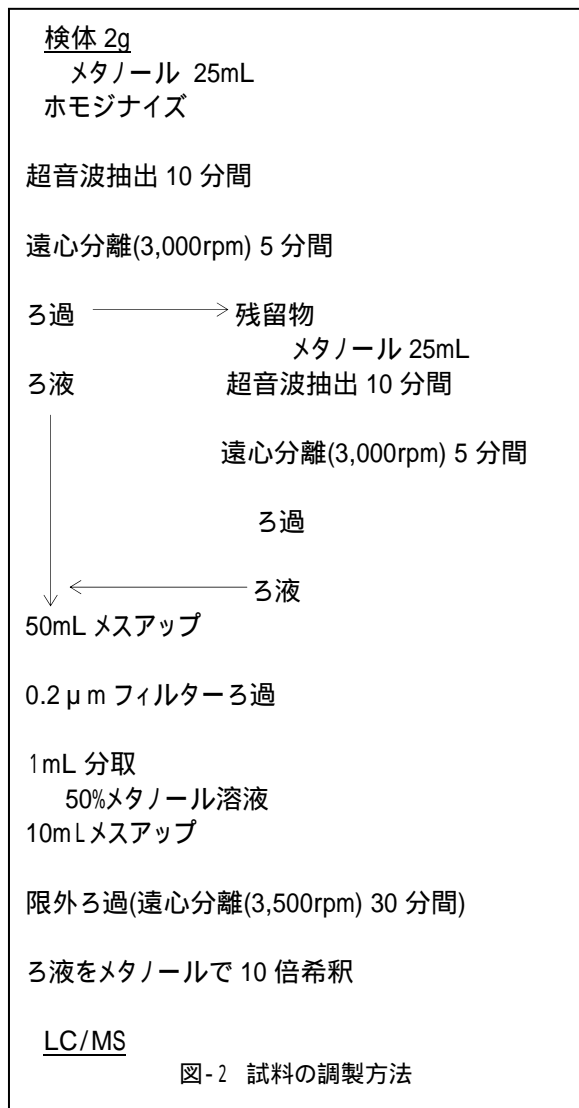 検体 2g
メタノール 25mL
ホモジナイズ
超音波抽出 10 分間
遠心分離(3,000rpm) 5 分間
ろ過 残留物
メタノール 25mL
ろ液 超音波抽出 10 分間
遠心分離(3,000rpm) 5 分間
ろ過
ろ液
50mL メスアップ
0.2 μm フィルターろ過
1mL 分取
50%メタノール溶液
10mLメスアップ
限外ろ過(遠心分離(3,500rpm) 30 分間)
ろ液をメタノールで 10 倍希釈
LC/MS
図-2 試料の調製方法